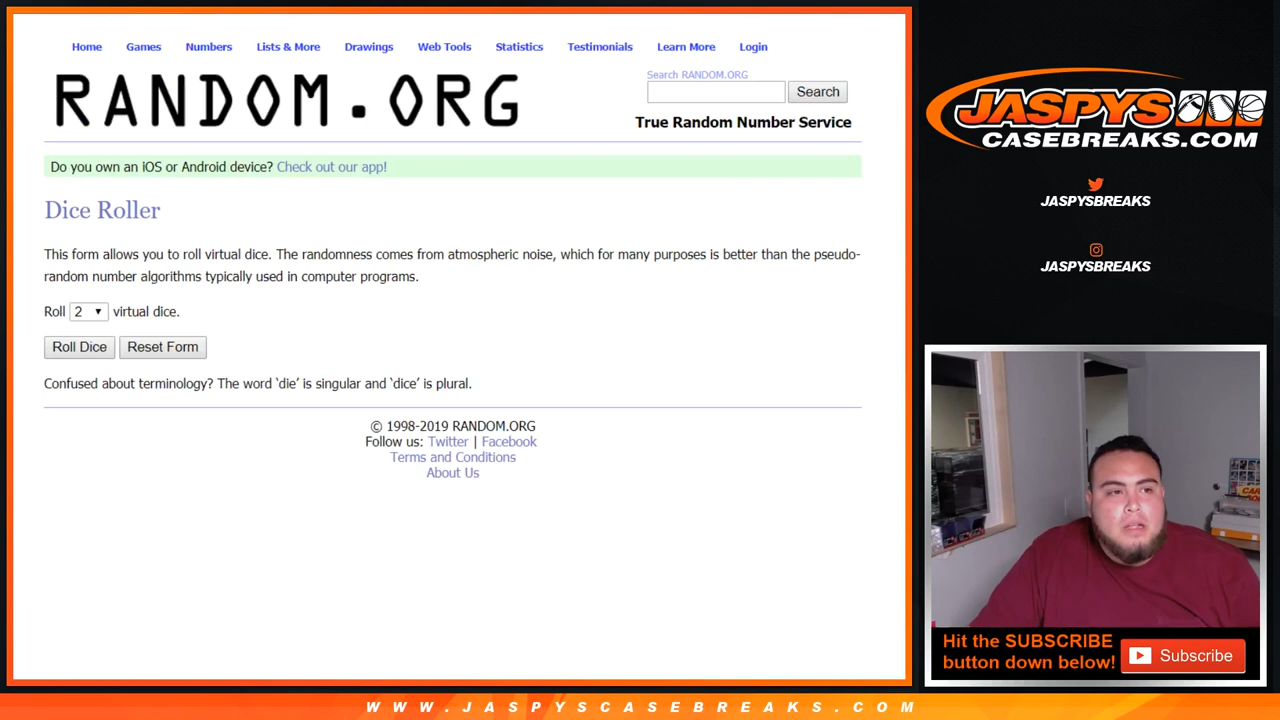 Home Games Numbers Lists & More Drawings Web Tools Statistics Testimonials Learn More Login
RANDOM.ORG
Search RANDOM.ORG
Search
True Random Number Service
Do you own an iOS or Android device? Check out our app!
Dice Roller
This form allows you to roll virtual dice. The randomness comes from atmospheric noise, which for many purposes is better than the pseudo-
random number algorithms typically used in computer programs.
Roll 2 virtual dice.
Roll Dice Reset Form
Confused about terminology? The word ‘die’ is singular and ‘dice’ is plural.
© 1998-2019 RANDOM.ORG
Follow us: Twitter | Facebook
Terms and Conditions
About Us
JASPYS
CASEBREAKS.COM
JASPYSBREAKS
JASPYSBREAKS
Hit the SUBSCRIBE
button down below!
Subscribe
WWW.JASPYSCASEBREAKS.COM